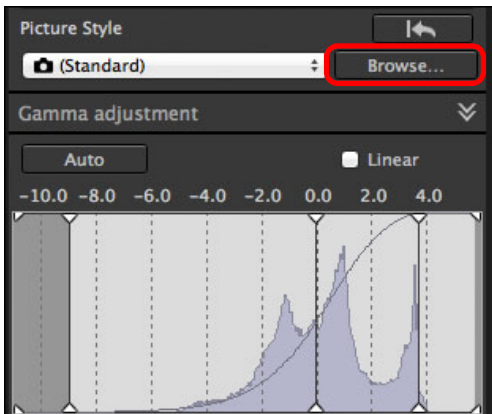 Picture Style
(Standard) Browse...
Gamma adjustment
Auto Linear
-10.0 -8.0 -6.0 -4.0 -2.0 0.0 2.0 4.0